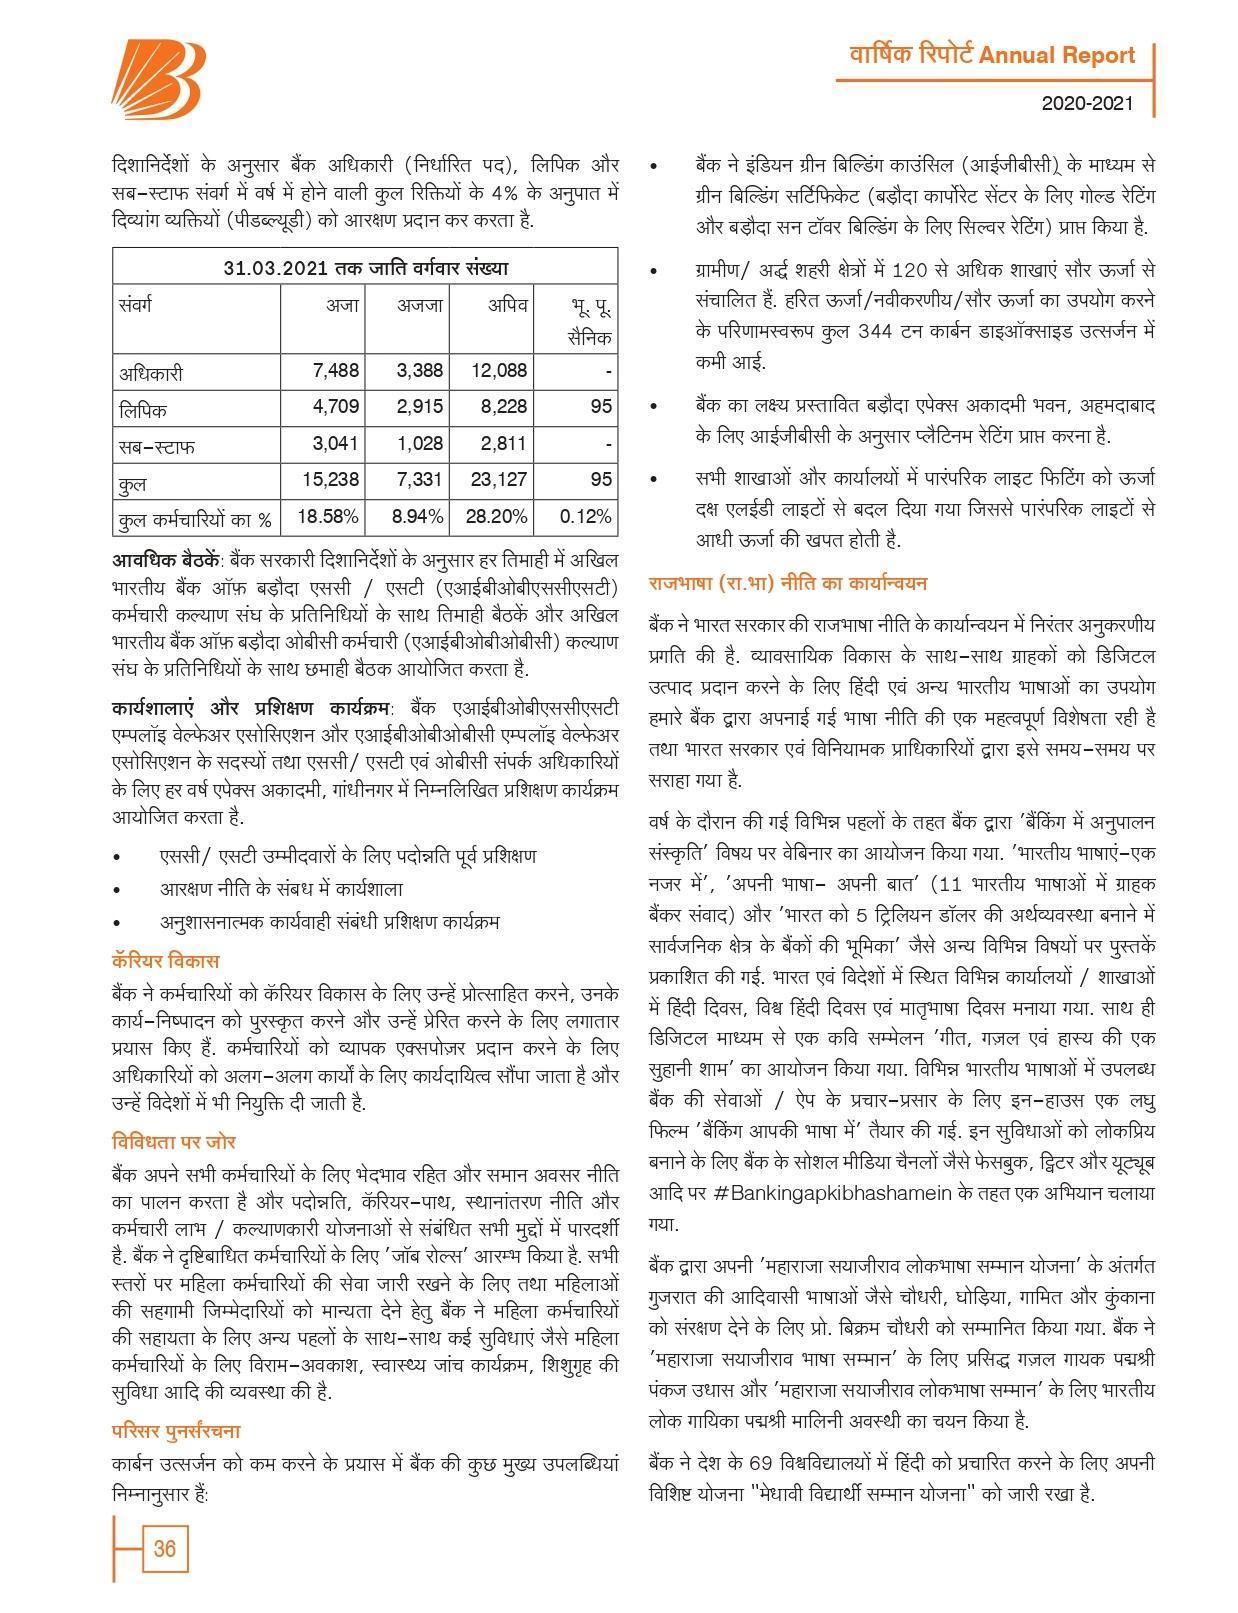 वार्षिक रिपोर्ट Annual Report
2020-2021
दिशानिर्देशों के अनुसार बैंक अधिकारी (निर्धारित पद), लिपिक और
सब-स्टाफ संवर्ग में वर्ष में होने वाली कुल रिक्तियों के 4% के अनुपात में
दिव्यांग व्यक्तियों (पीडब्ल्यूडी) को आरक्षण प्रदान कर करता है.
31.03.2021 तक जाति वर्गवार संख्या
संवर्ग अजा अजजा अपिव भू. पू.
सैनिक
अधिकारी 7,488 3,388 12,088 -
लिपिक 4,709 2,915 8,228 95
सब-स्टाफ 3,041 1,028 2,811 -
कुल 15,238 7,331 23,127 95
कुल कर्मचारियों का % 18.58% 8.94% 28.20% 0.12%
आवधिक बैठकें: बैंक सरकारी दिशानिर्देशों के अनुसार हर तिमाही में अखिल
भारतीय बैंक ऑफ़ बड़ौदा एससी / एसटी (एआईबीओबीएससीएसटी)
कर्मचारी कल्याण संघ के प्रतिनिधियों के साथ तिमाही बैठकें और अखिल
भारतीय बैंक ऑफ़ बड़ौदा ओबीसी कर्मचारी (एआईबीओबीओबीसी) कल्याण
संघ के प्रतिनिधियों के साथ छमाही बैठक आयोजित करता है.
कार्यशालाएं और प्रशिक्षण कार्यक्रम: बैंक एआईबीओबीएससीएसटी
एम्पलॉइ वेल्फेअर एसोसिएशन और एआईबीओबीओबीसी एम्पलॉइ वेल्फेअर
एसोसिएशन के सदस्यों तथा एससी/ एसटी एवं ओबीसी संपर्क अधिकारियों
के लिए हर वर्ष एपेक्स अकादमी, गांधीनगर में निम्नलिखित प्रशिक्षण कार्यक्रम
आयोजित करता है.
• एससी/ एसटी उम्मीदवारों के लिए पदोन्नति पूर्व प्रशिक्षण
• आरक्षण नीति के संबध में कार्यशाला
• अनुशासनात्मक कार्यवाही संबंधी प्रशिक्षण कार्यक्रम
कॅरियर विकास
बैंक ने कर्मचारियों को कॅरियर विकास के लिए उन्हें प्रोत्साहित करने, उनके
कार्य-निष्पादन को पुरस्कृत करने और उन्हें प्रेरित करने के लिए लगातार
प्रयास किए हैं. कर्मचारियों को व्यापक एक्सपोज़र प्रदान करने के लिए
अधिकारियों को अलग-अलग कार्यों के लिए कार्यदायित्व सौंपा जाता है और
उन्हें विदेशों में भी नियुक्ति दी जाती है.
विविधता पर जोर
बैंक अपने सभी कर्मचारियों के लिए भेदभाव रहित और समान अवसर नीति
का पालन करता है और पदोन्नति, कॅरियर-पाथ, स्थानांतरण नीति और
कर्मचारी लाभ / कल्याणकारी योजनाओं से संबंधित सभी मुद्दों में पारदर्शी
है. बैंक ने दृष्टिबाधित कर्मचारियों के लिए 'जॉब रोल्स' आरम्भ किया है. सभी
स्तरों पर महिला कर्मचारियों की सेवा जारी रखने के लिए तथा महिलाओं
की सहगामी जिम्मेदारियों को मान्यता देने हेतु बैंक ने महिला कर्मचारियों
की सहायता के लिए अन्य पहलों के साथ-साथ कई सुविधाएं जैसे महिला
कर्मचारियों के लिए विराम-अवकाश, स्वास्थ्य जांच कार्यक्रम, शिशुगृह की
सुविधा आदि की व्यवस्था की है.
परिसर पुनर्संरचना
कार्बन उत्सर्जन को कम करने के प्रयास में बैंक की कुछ मुख्य उपलब्धियां
निम्नानुसार हैं:
• बैंक ने इंडियन ग्रीन बिल्डिंग काउंसिल (आईजीबीसी) के माध्यम से
ग्रीन बिल्डिंग सर्टिफिकेट (बड़ौदा कार्पोरेट सेंटर के लिए गोल्ड रेटिंग
और बड़ौदा सन टॉवर बिल्डिंग के लिए सिल्वर रेटिंग) प्राप्त किया है.
• ग्रामीण/ अर्द्ध शहरी क्षेत्रों में 120 से अधिक शाखाएं सौर ऊर्जा से
संचालित हैं. हरित ऊर्जा/नवीकरणीय/सौर ऊर्जा का उपयोग करने
के परिणामस्वरूप कुल 344 टन कार्बन डाइऑक्साइड उत्सर्जन में
कमी आई.
• बैंक का लक्ष्य प्रस्तावित बड़ौदा एपेक्स अकादमी भवन, अहमदाबाद
के लिए आईजीबीसी के अनुसार प्लैटिनम रेटिंग प्राप्त करना है.
• सभी शाखाओं और कार्यालयों में पारंपरिक लाइट फिटिंग को ऊर्जा
दक्ष एलईडी लाइटों से बदल दिया गया जिससे पारंपरिक लाइटों से
आधी ऊर्जा की खपत होती है.
राजभाषा (रा.भा) नीति का कार्यान्वयन
बैंक ने भारत सरकार की राजभाषा नीति के कार्यान्वयन में निरंतर अनुकरणीय
प्रगति की है. व्यावसायिक विकास के साथ-साथ ग्राहकों को डिजिटल
उत्पाद प्रदान करने के लिए हिंदी एवं अन्य भारतीय भाषाओं का उपयोग
हमारे बैंक द्वारा अपनाई गई भाषा नीति की एक महत्वपूर्ण विशेषता रही है
तथा भारत सरकार एवं विनियामक प्राधिकारियों द्वारा इसे समय-समय पर
सराहा गया है.
वर्ष के दौरान की गई विभिन्न पहलों के तहत बैंक द्वारा 'बैंकिंग में अनुपालन
संस्कृति' विषय पर वेबिनार का आयोजन किया गया. 'भारतीय भाषाएं-एक
नजर में', 'अपनी भाषा- अपनी बात' (11 भारतीय भाषाओं में ग्राहक
बैंकर संवाद) और 'भारत को 5 ट्रिलियन डॉलर की अर्थव्यवस्था बनाने में
सार्वजनिक क्षेत्र के बैंकों की भूमिका' जैसे अन्य विभिन्न विषयों पर पुस्तकें
प्रकाशित की गई. भारत एवं विदेशों में स्थित विभिन्न कार्यालयों / शाखाओं
में हिंदी दिवस, विश्व हिंदी दिवस एवं मातृभाषा दिवस मनाया गया. साथ ही
डिजिटल माध्यम से एक कवि सम्मेलन 'गीत, गज़ल एवं हास्य की एक
सुहानी शाम' का आयोजन किया गया. विभिन्न भारतीय भाषाओं में उपलब्ध
बैंक की सेवाओं / ऐप के प्रचार-प्रसार के लिए इन-हाउस एक लघु
फिल्म 'बैंकिंग आपकी भाषा में' तैयार की गई. इन सुविधाओं को लोकप्रिय
बनाने के लिए बैंक के सोशल मीडिया चैनलों जैसे फेसबुक, ट्विटर और यूट्यूब
आदि पर #Bankingapkibhashamein के तहत एक अभियान चलाया
गया.
बैंक द्वारा अपनी 'महाराजा सयाजीराव लोकभाषा सम्मान योजना' के अंतर्गत
गुजरात की आदिवासी भाषाओं जैसे चौधरी, घोड़िया, गामित और कुंकाना
को संरक्षण देने के लिए प्रो. बिक्रम चौधरी को सम्मानित किया गया. बैंक ने
'महाराजा सयाजीराव भाषा सम्मान' के लिए प्रसिद्ध गज़ल गायक पद्मश्री
पंकज उधास और 'महाराजा सयाजीराव लोकभाषा सम्मान' के लिए भारतीय
लोक गायिका पद्मश्री मालिनी अवस्थी का चयन किया है.
बैंक ने देश के 69 विश्वविद्यालयों में हिंदी को प्रचारित करने के लिए अपनी
विशिष्ट योजना "मेधावी विद्यार्थी सम्मान योजना" को जारी रखा है.
36